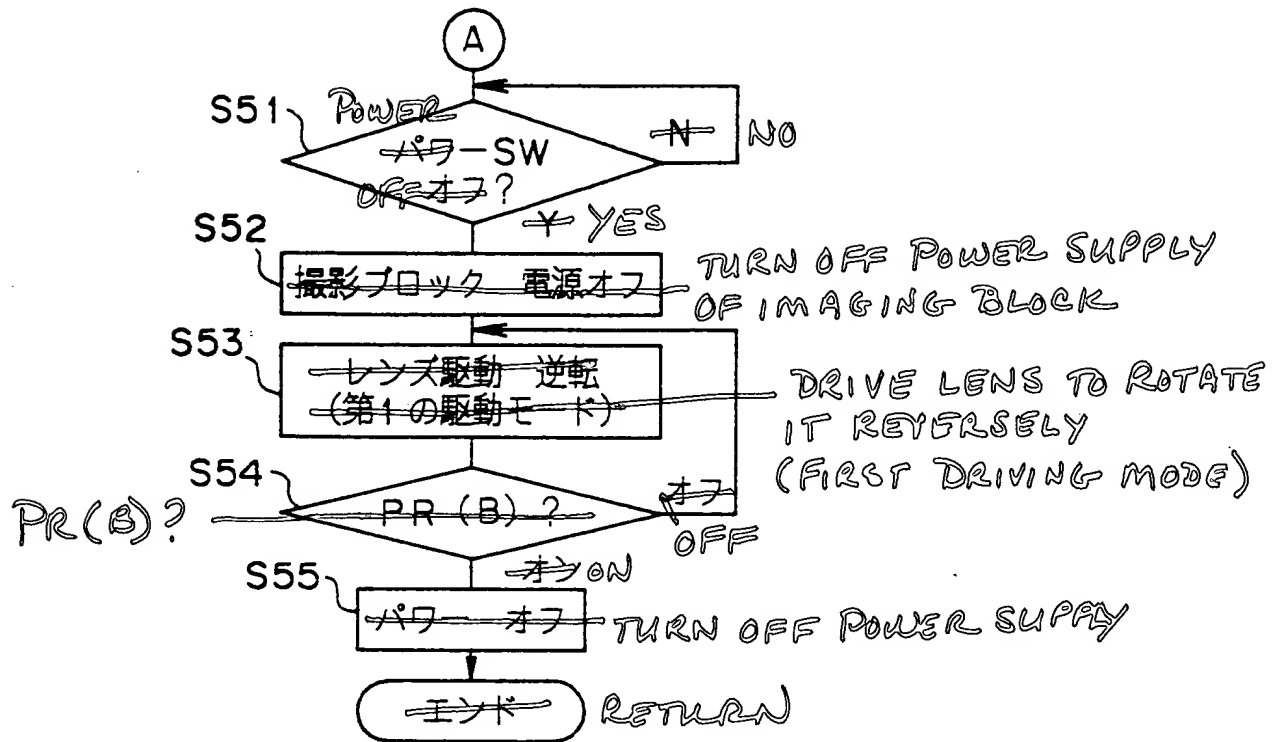 A
S51
POWER
パワーSW
OFF オフ?
N NO
Y YES
S52
撮影ブロック 電源オフ
TURN OFF POWER SUPPLY
OF IMAGING BLOCK
S53
レンズ駆動 逆転
(第1の駆動モード)
DRIVE LENS TO ROTATE
IT REVERSELY
(FIRST DRIVING MODE)
S54
PR(B)?
PR (B) ?
オフ
OFF
オン ON
S55
パワー オフ
TURN OFF POWER SUPPLY
エンド
RETURN